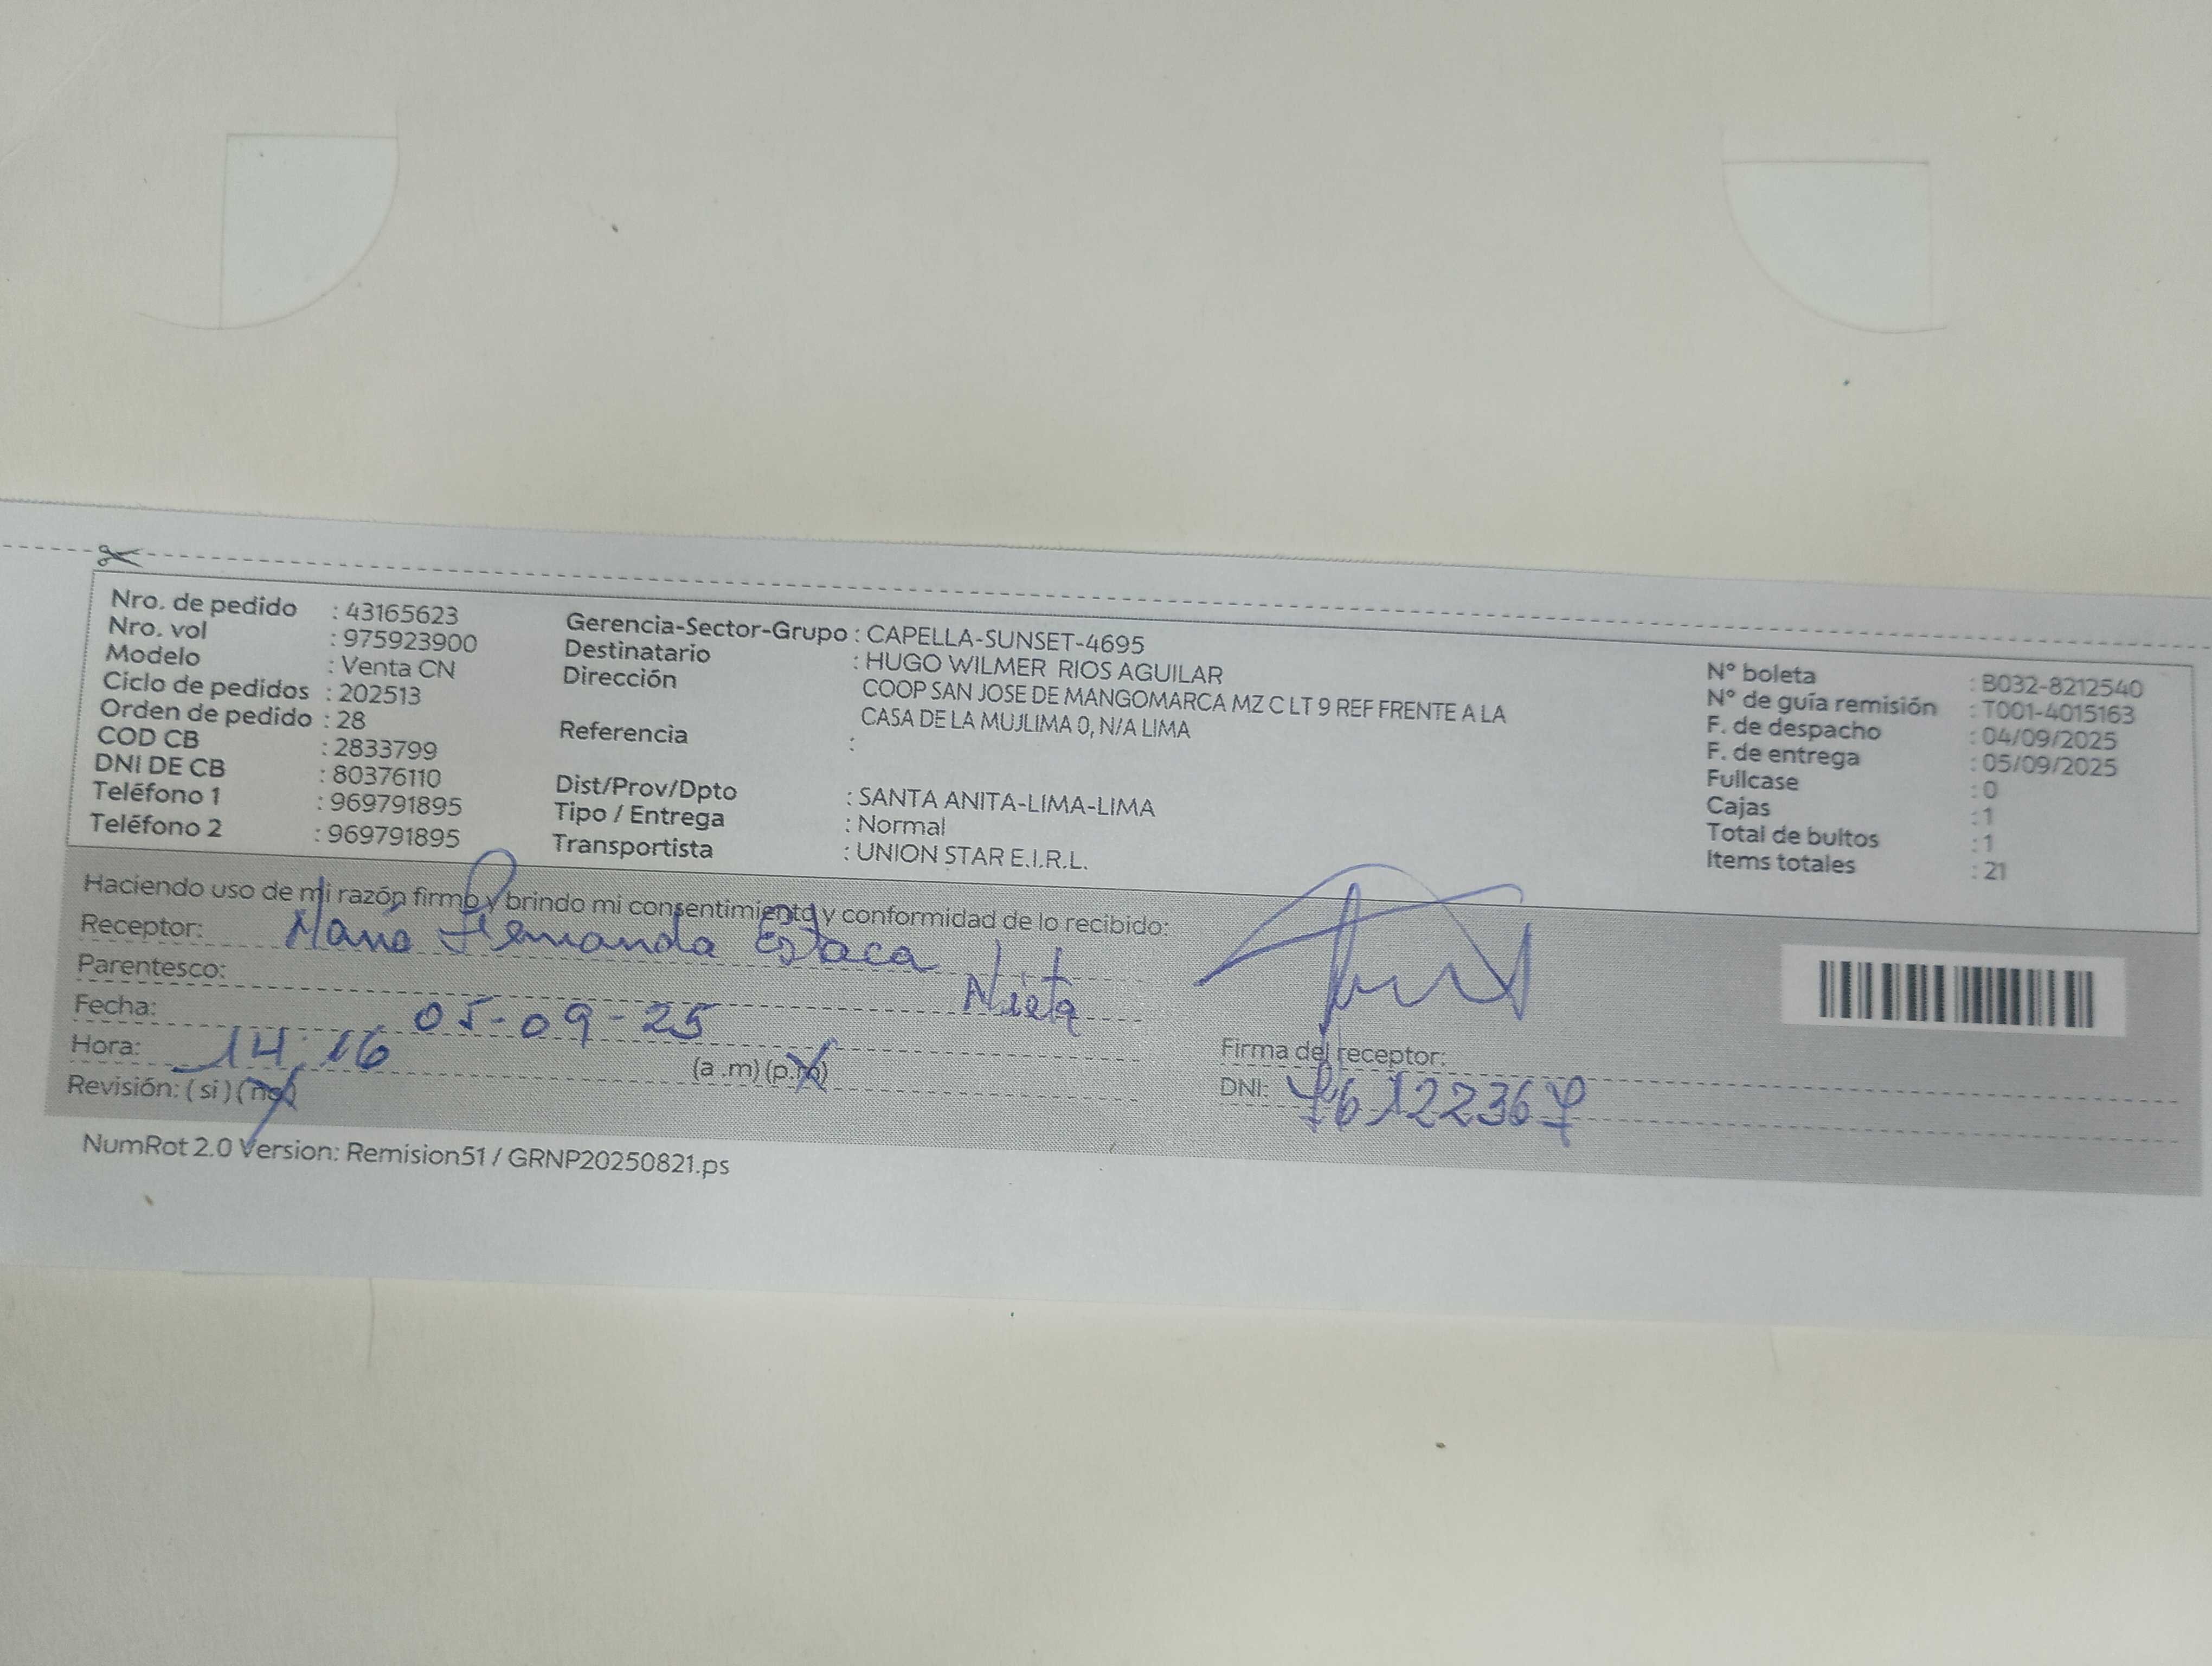 Nro. de pedido : 43165623
Nro. vol : 975923900
Modelo : Venta CN
Ciclo de pedidos : 202513
Orden de pedido : 28
COD CB : 2833799
DNI DE CB : 80376110
Teléfono 1 : 969791895
Teléfono 2 : 969791895
Gerencia-Sector-Grupo : CAPELLA-SUNSET-4695
Destinatario : HUGO WILMER RIOS AGUILAR
Dirección COOP SAN JOSE DE MANGOMARCA MZ C LT 9 REF FRENTE A LA
CASA DE LA MUJLIMA 0, N/A LIMA
Referencia :
Dist/Prov/Dpto : SANTA ANITA-LIMA-LIMA
Tipo / Entrega : Normal
Transportista : UNION STAR E.I.R.L.
N° boleta : B032-8212540
N° de guía remisión : T001-4015163
F. de despacho : 04/09/2025
F. de entrega : 05/09/2025
Fullcase : 0
Cajas : 1
Total de bultos : 1
Items totales : 21
Haciendo uso de mi razón firmo y brindo mi consentimiento y conformidad de lo recibido:
Receptor: María Fernanda Estaca
Parentesco: Nieta
Fecha: 05-09-25
Hora: 14:16 (a .m) (p.m)
Revisión: ( si ) ( no )
Firma del receptor:
DNI: 76122367
NumRot 2.0 Version: Remision51 / GRNP20250821.ps